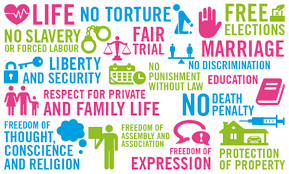 LIFE
NO TORTURE
FREE
ELECTIONS
NO SLAVERY
OR FORCED LABOUR
FAIR
TRIAL
MARRIAGE
LIBERTY
AND SECURITY
NO
PUNISHMENT
WITHOUT LAW
NO DISCRIMINATION
EDUCATION
RESPECT FOR PRIVATE
AND FAMILY LIFE
NO DEATH
PENALTY
FREEDOM OF
THOUGHT,
CONSCIENCE
AND RELIGION
FREEDOM OF
ASSEMBLY AND
ASSOCIATION
FREEDOM OF
EXPRESSION
PROTECTION
OF PROPERTY